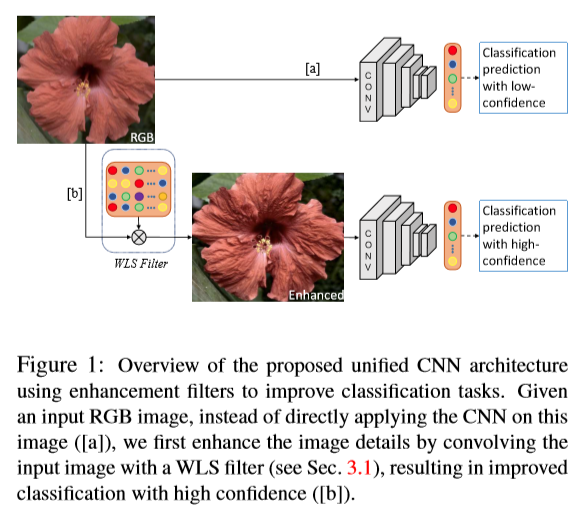 [a]
CONV
Classification
prediction
with low-
confidence
RGB
[b]
WLS Filter
Enhanced
CONV
Classification
prediction
with high-
confidence
Figure 1: Overview of the proposed unified CNN architecture
using enhancement filters to improve classification tasks. Given
an input RGB image, instead of directly applying the CNN on this
image ([a]), we first enhance the image details by convolving the
input image with a WLS filter (see Sec. 3.1), resulting in improved
classification with high confidence ([b]).